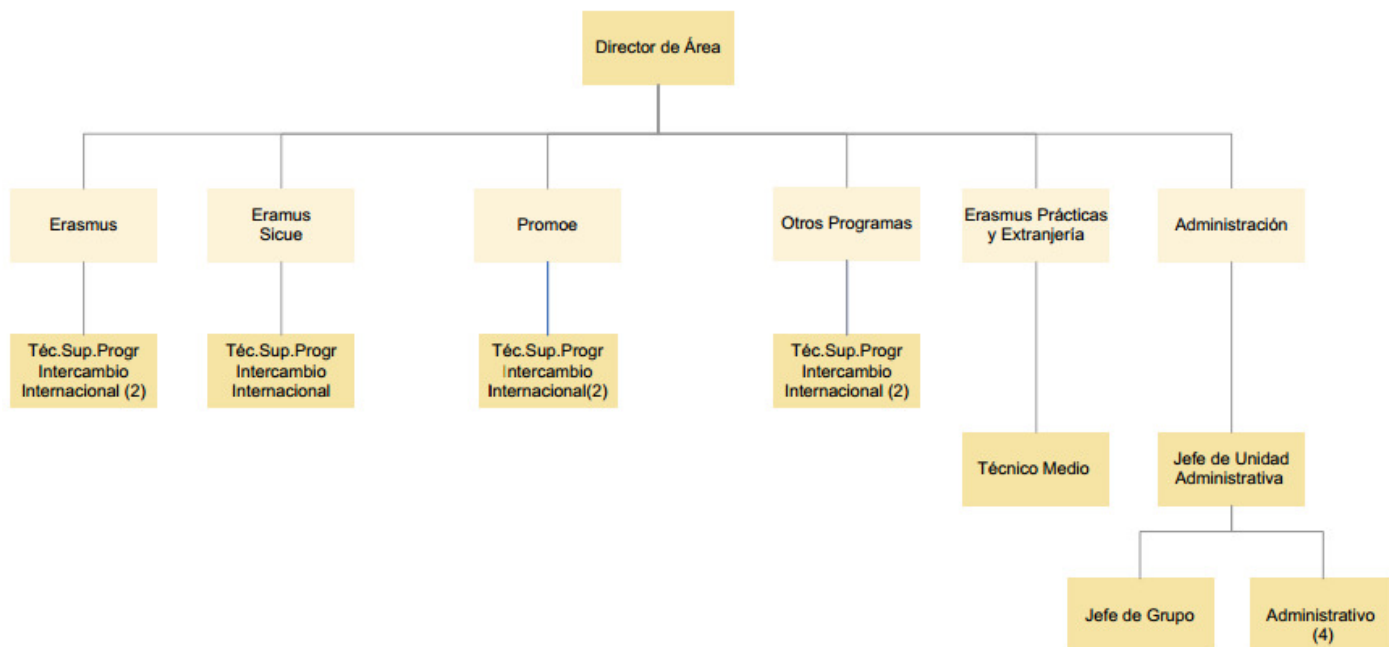 Director de Área
Erasmus
Eramus
Sicue
Promoe
Otros Programas
Erasmus Prácticas
y Extranjería
Administración
Téc.Sup.Progr
Intercambio
Internacional (2)
Téc.Sup.Progr
Intercambio
Internacional
Téc.Sup.Progr
Intercambio
Internacional(2)
Téc.Sup.Progr
Intercambio
Internacional (2)
Técnico Medio
Jefe de Unidad
Administrativa
Jefe de Grupo
Administrativo
(4)